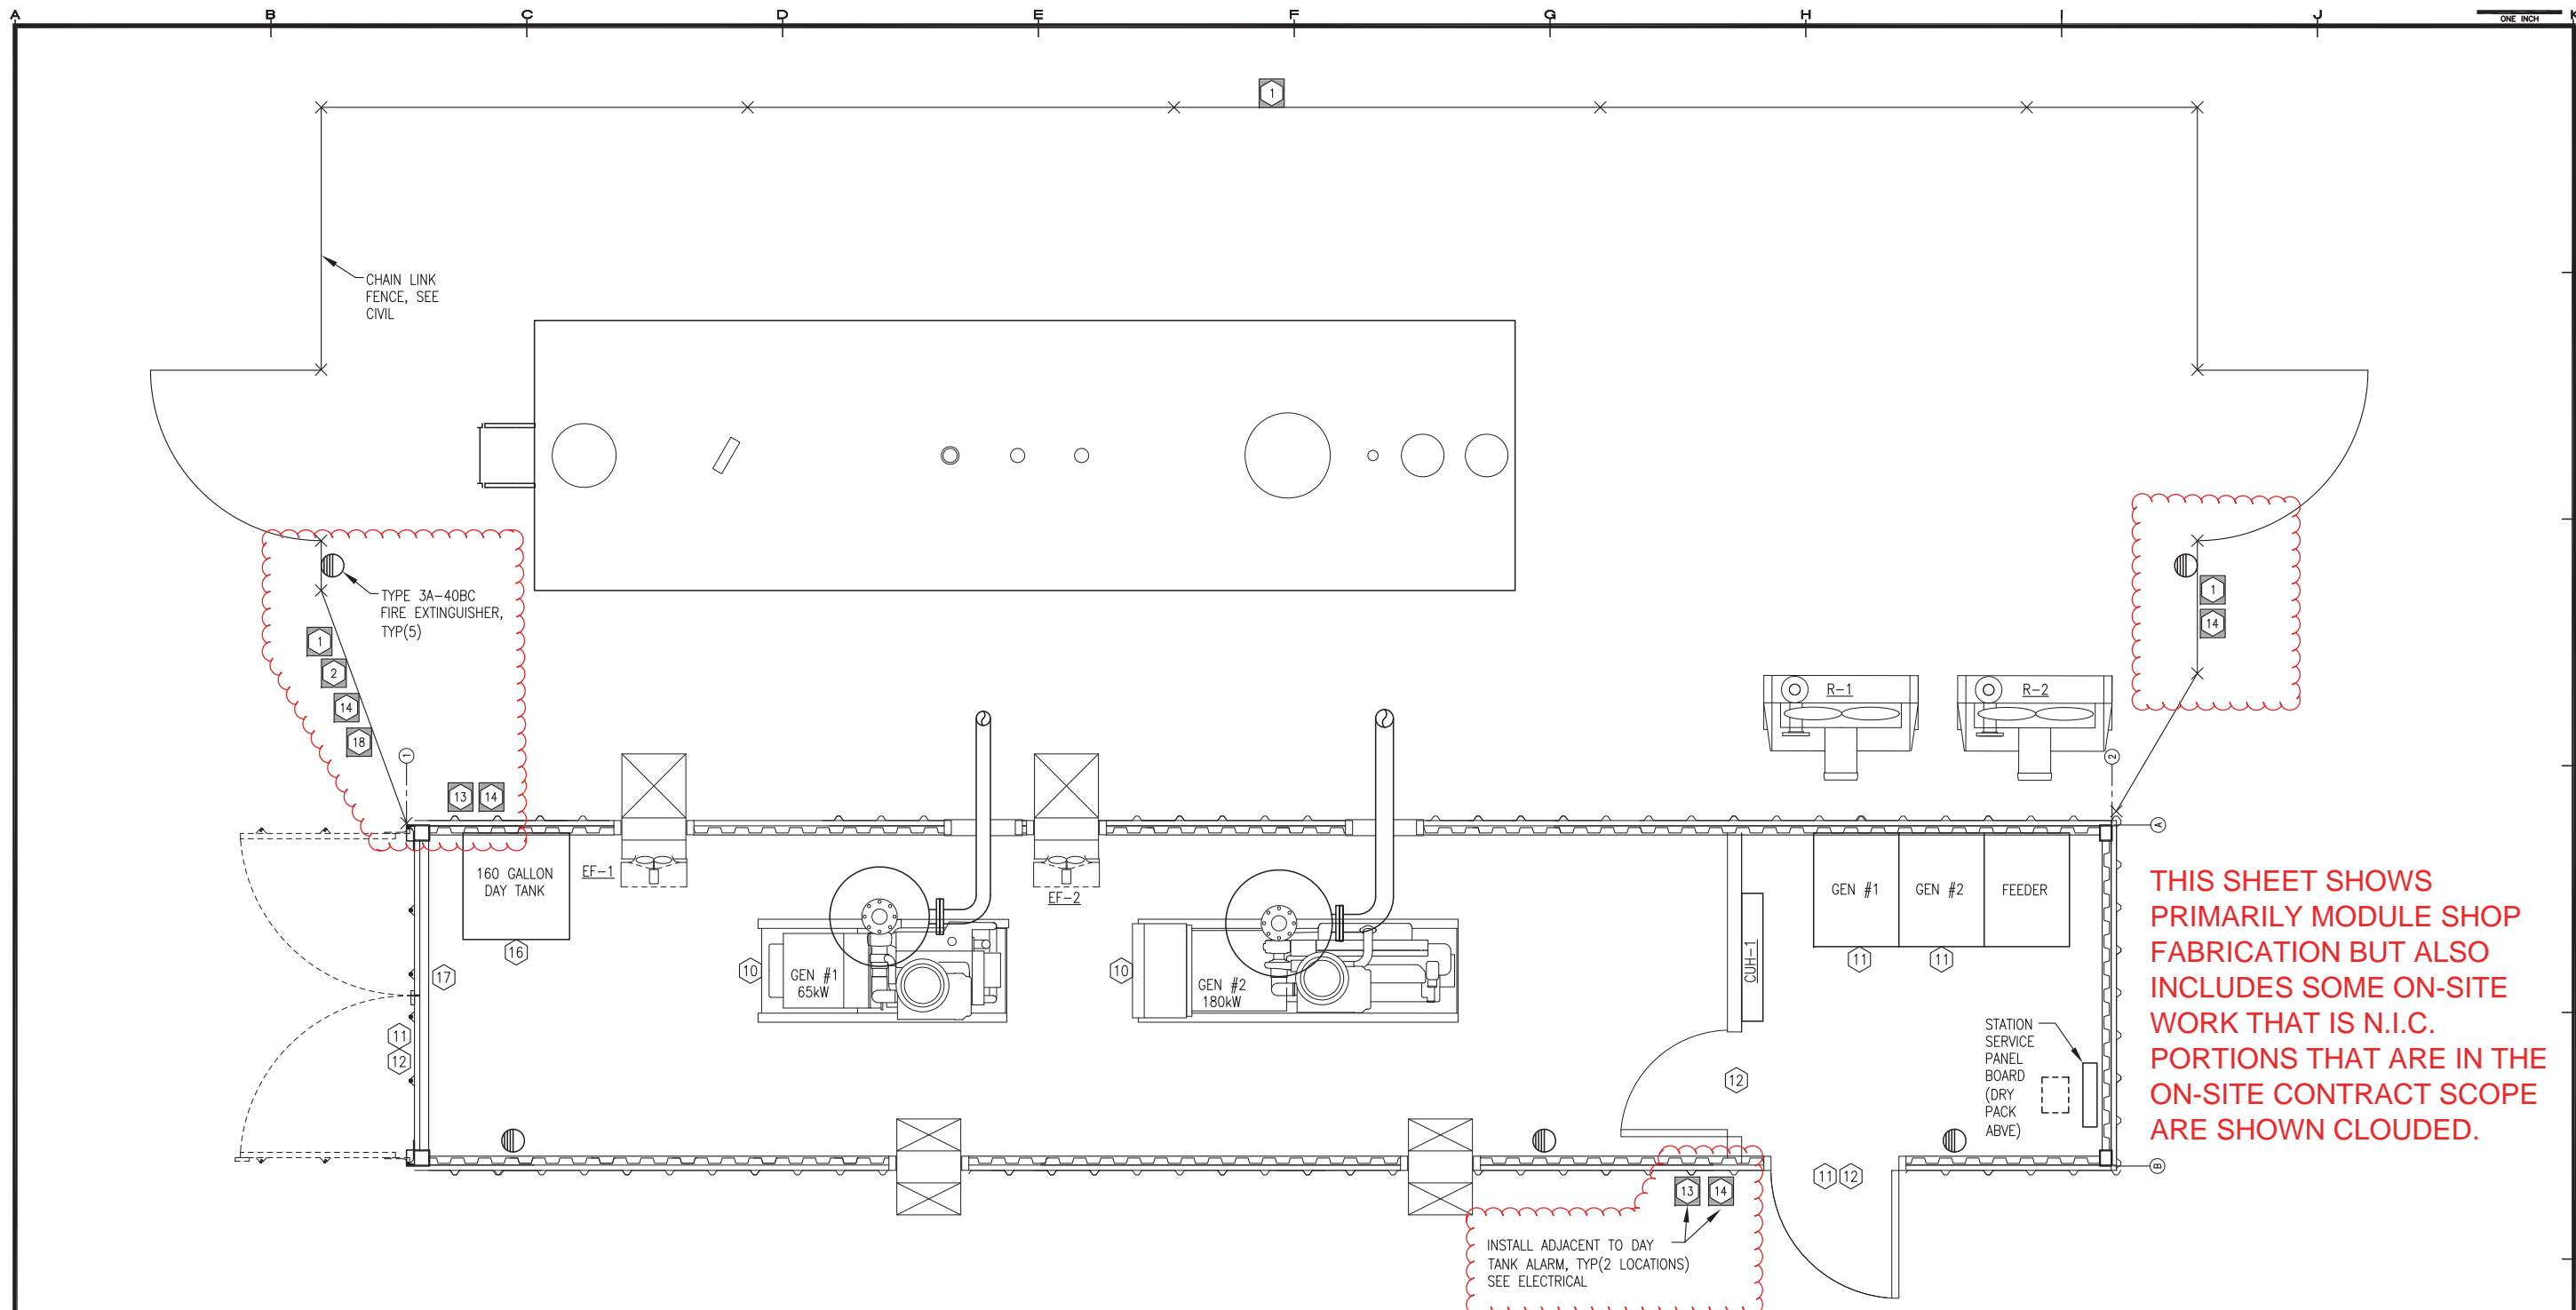 A B C D E F G H I J K
ONE INCH
1
CHAIN LINK
FENCE, SEE
CIVIL
TYPE 3A-40BC
FIRE EXTINGUISHER,
TYP(5)
1
2
14
18
13 14
1
14
R-1
R-2
1
2
A
160 GALLON
DAY TANK
EF-1
EF-2
16
17
11
12
10
GEN #1
65kW
10
GEN #2
180kW
CUH-1
GEN #1
GEN #2
FEEDER
11
11
12
STATION
SERVICE
PANEL
BOARD
(DRY
PACK
ABVE)
THIS SHEET SHOWS
PRIMARILY MODULE SHOP
FABRICATION BUT ALSO
INCLUDES SOME ON-SITE
WORK THAT IS N.I.C.
PORTIONS THAT ARE IN THE
ON-SITE CONTRACT SCOPE
ARE SHOWN CLOUDED.
B
11 12
13 14
INSTALL ADJACENT TO DAY
TANK ALARM, TYP(2 LOCATIONS)
SEE ELECTRICAL